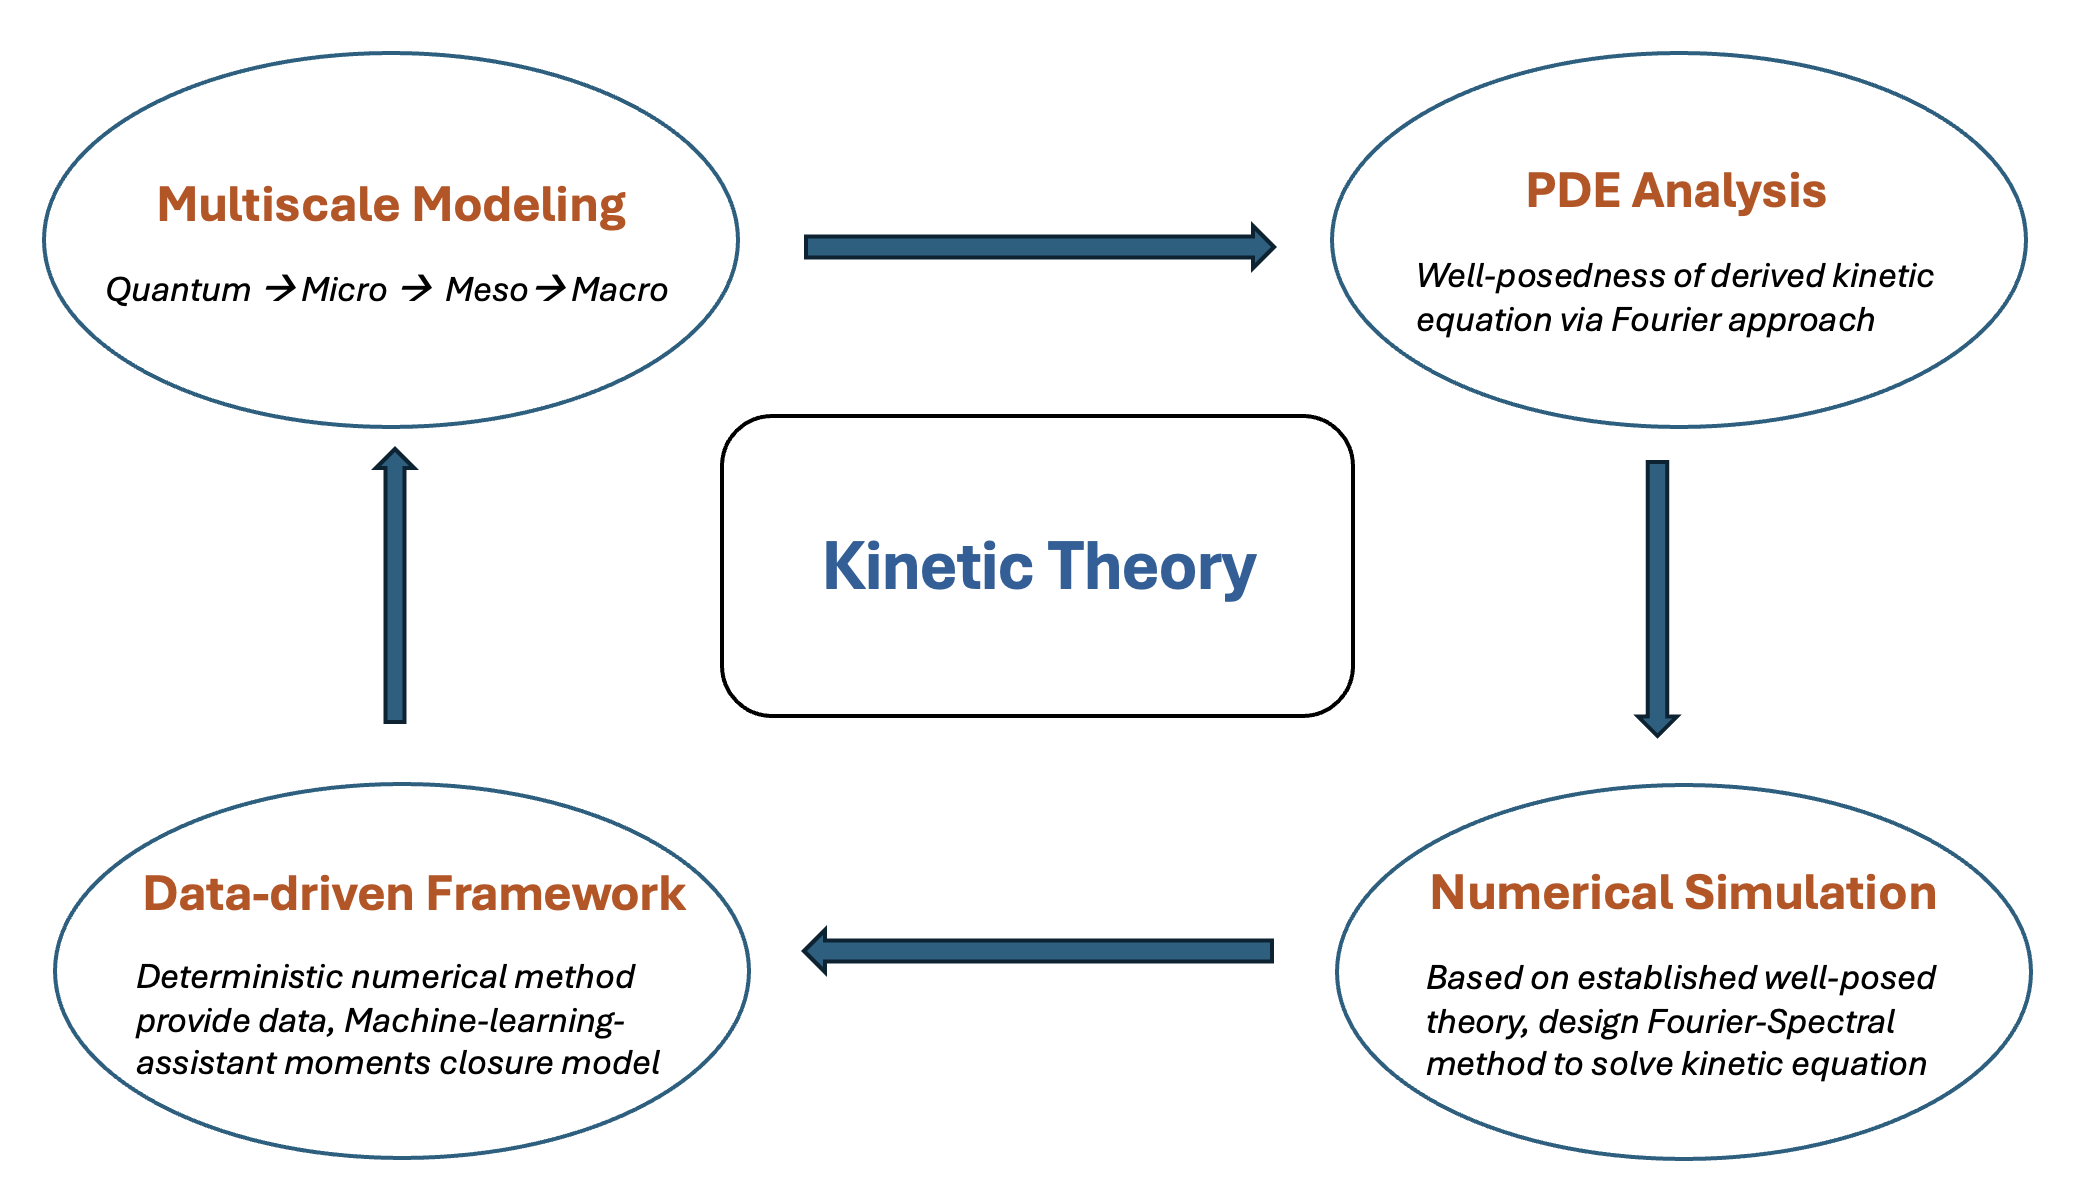 Multiscale Modeling
Quantum → Micro → Meso → Macro
PDE Analysis
Well-posedness of derived kinetic
equation via Fourier approach
Kinetic Theory
Data-driven Framework
Deterministic numerical method
provide data, Machine-learning-
assistant moments closure model
Numerical Simulation
Based on established well-posed
theory, design Fourier-Spectral
method to solve kinetic equation